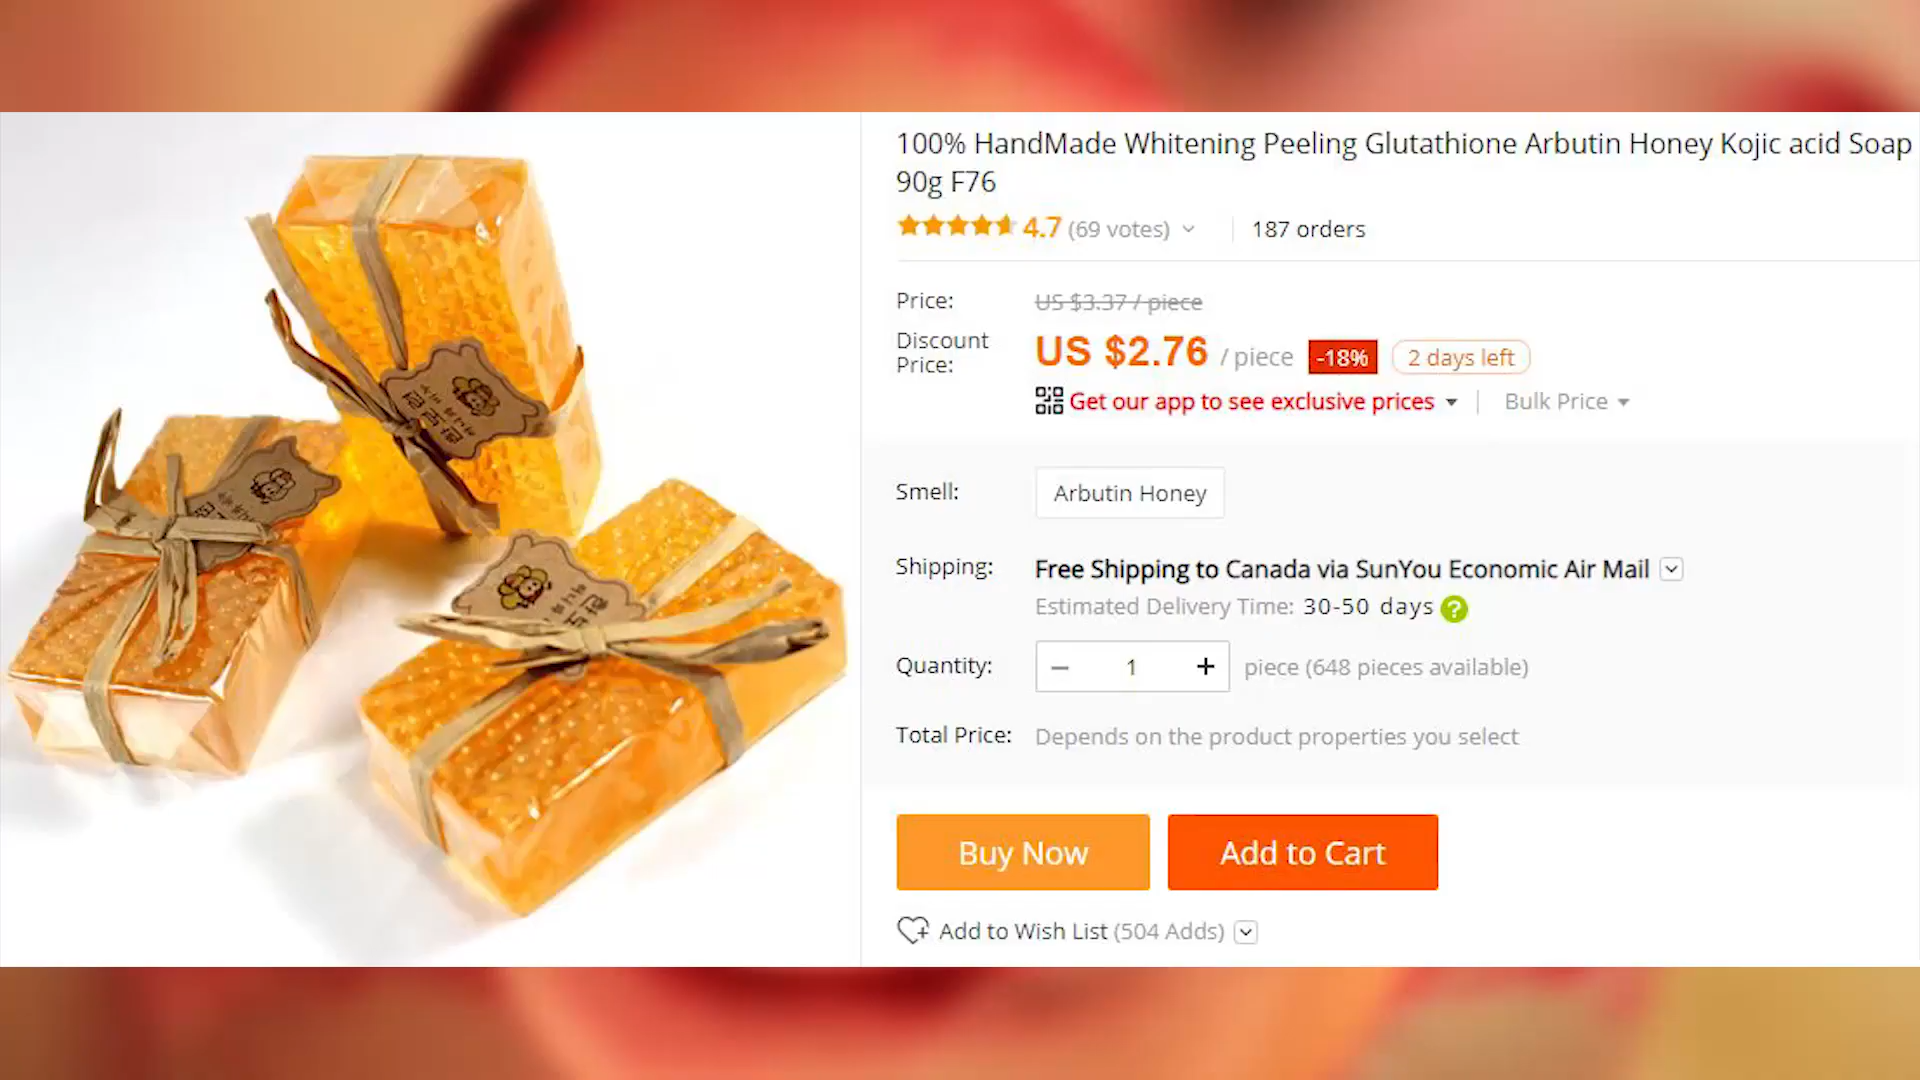 100% HandMade Whitening Peeling Glutathione Arbutin Honey Kojic acid Soap
90g F76
4.7 (69 votes) 187 orders
Price: US $3.37 / piece
Discount
Price: US $2.76 / piece -18% 2 days left
Get our app to see exclusive prices Bulk Price
Smell: Arbutin Honey
Shipping: Free Shipping to Canada via SunYou Economic Air Mail
Estimated Delivery Time: 30-50 days ?
Quantity: − 1 + piece (648 pieces available)
Total Price: Depends on the product properties you select
Buy Now Add to Cart
Add to Wish List (504 Adds)